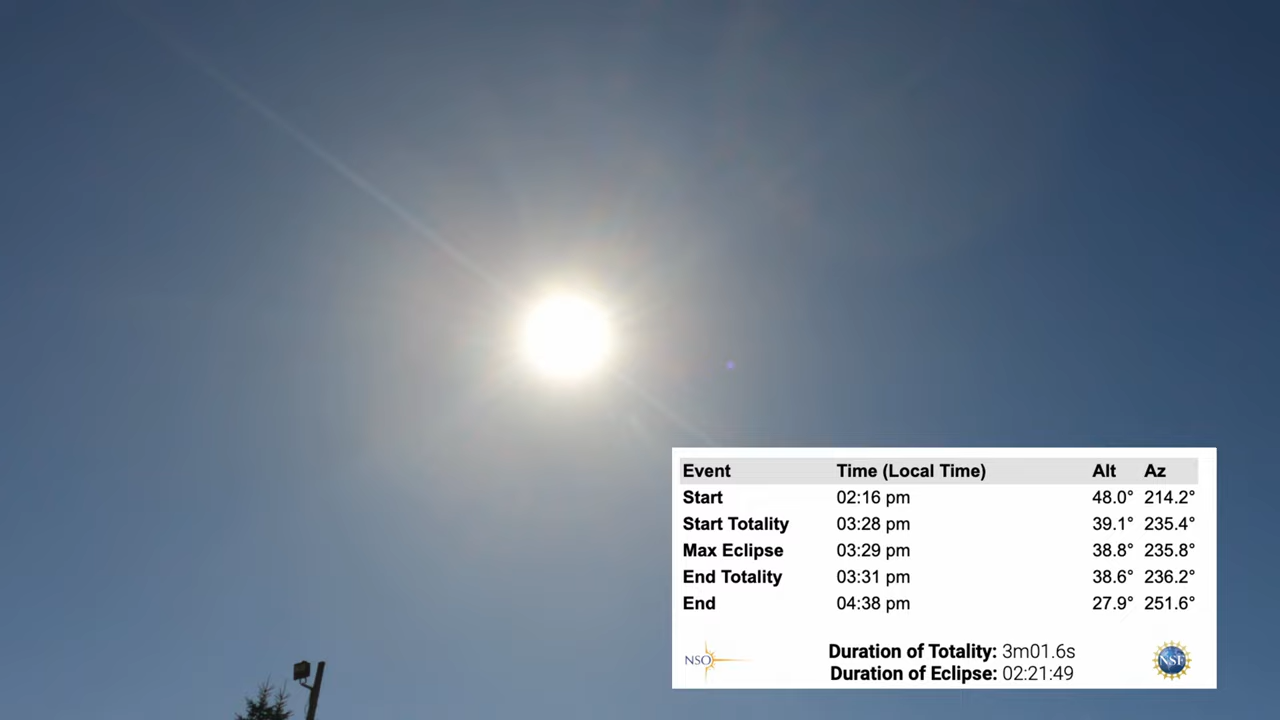 Event Time (Local Time) Alt Az
Start 02:16 pm 48.0° 214.2°
Start Totality 03:28 pm 39.1° 235.4°
Max Eclipse 03:29 pm 38.8° 235.8°
End Totality 03:31 pm 38.6° 236.2°
End 04:38 pm 27.9° 251.6°
Duration of Totality: 3m01.6s
Duration of Eclipse: 02:21:49
NSO
NSF